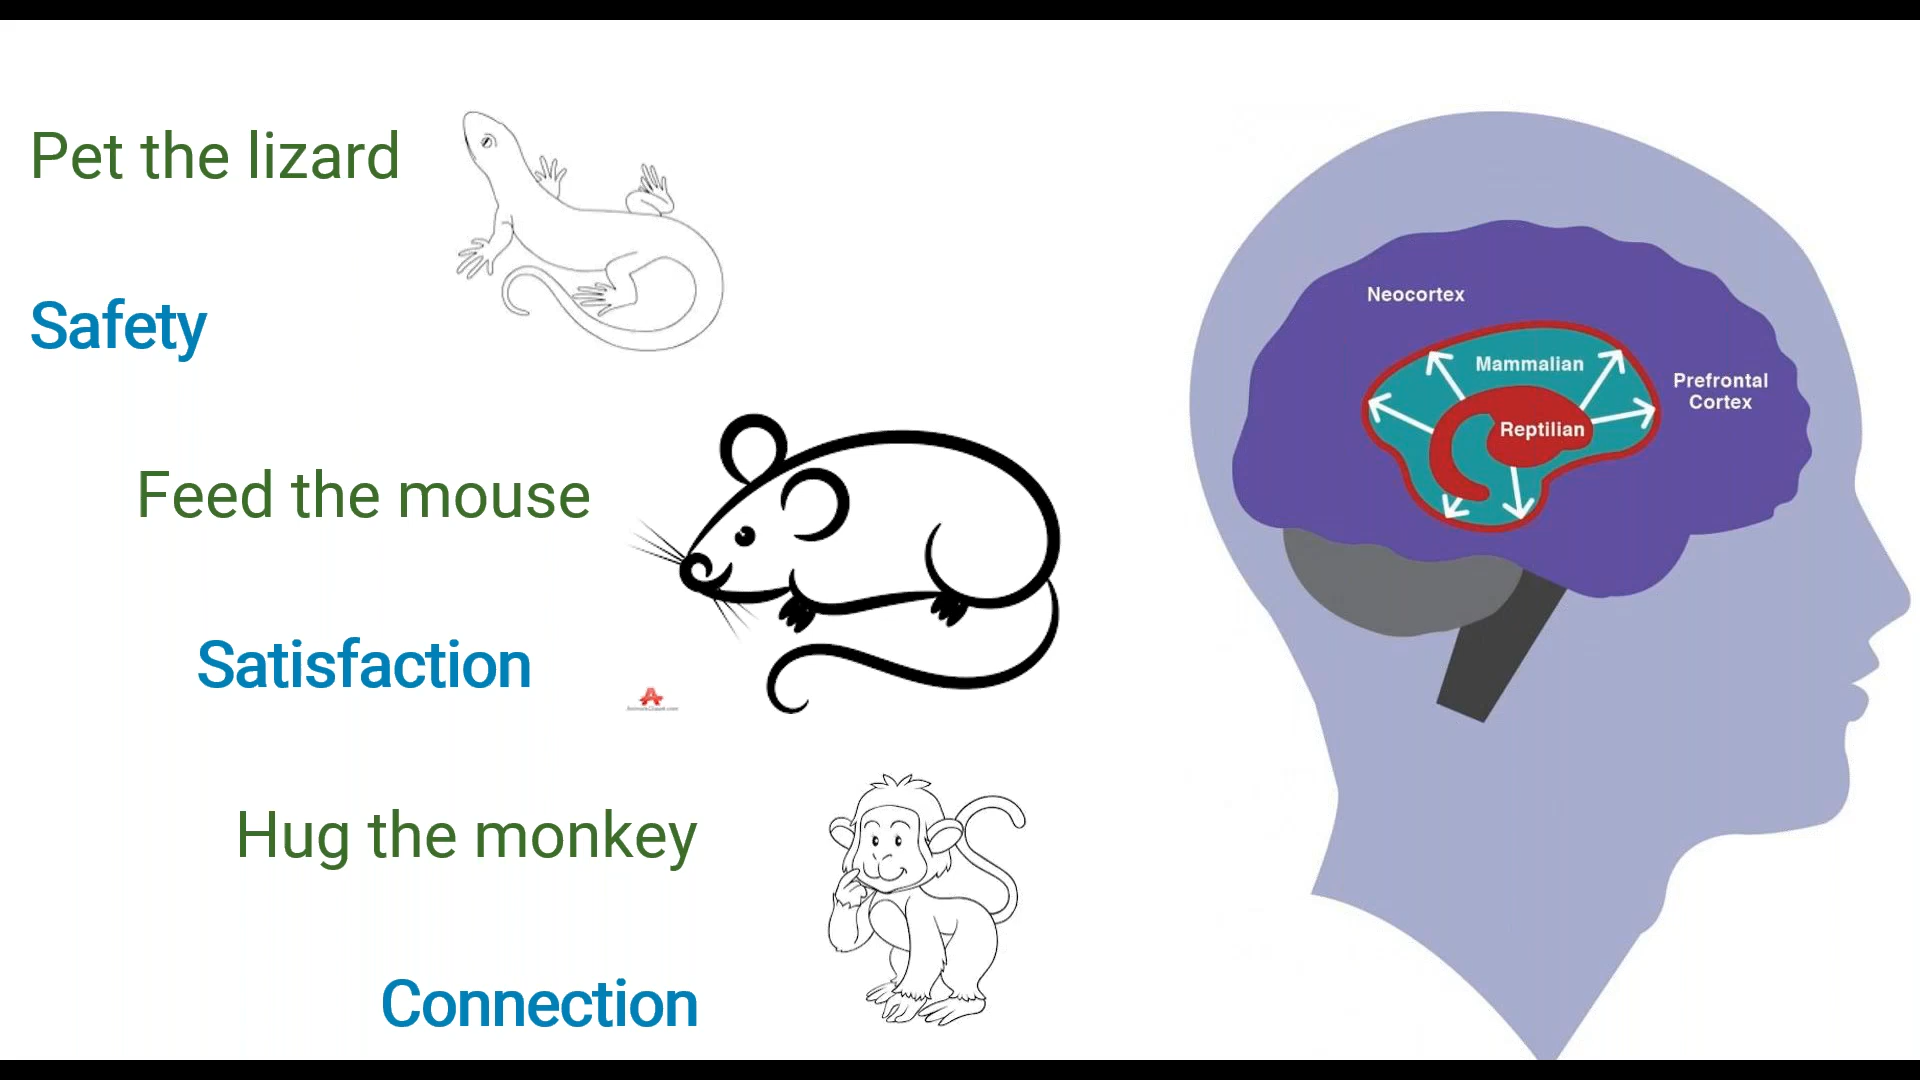 Pet the lizard
Safety
Feed the mouse
Satisfaction
Hug the monkey
Connection
Neocortex
Mammalian
Prefrontal
Cortex
Reptilian